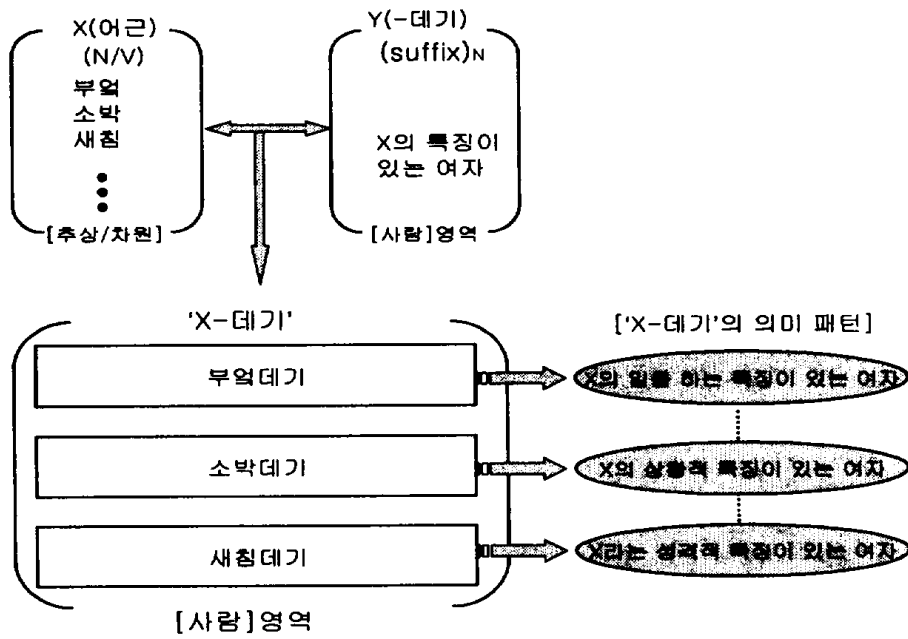 X(어근)
(N/V)
부엌
소박
새침
[추상/차원]
Y(-데기)
(suffix)N
X의 특징이
있는 여자
[사람]영역
'X-데기'
부엌데기
소박데기
새침데기
[사람]영역
['X-데기'의 의미 패턴]
X의 일을 하는 특징이 있는 여자
X의 상황적 특징이 있는 여자
X라는 성격적 특징이 있는 여자